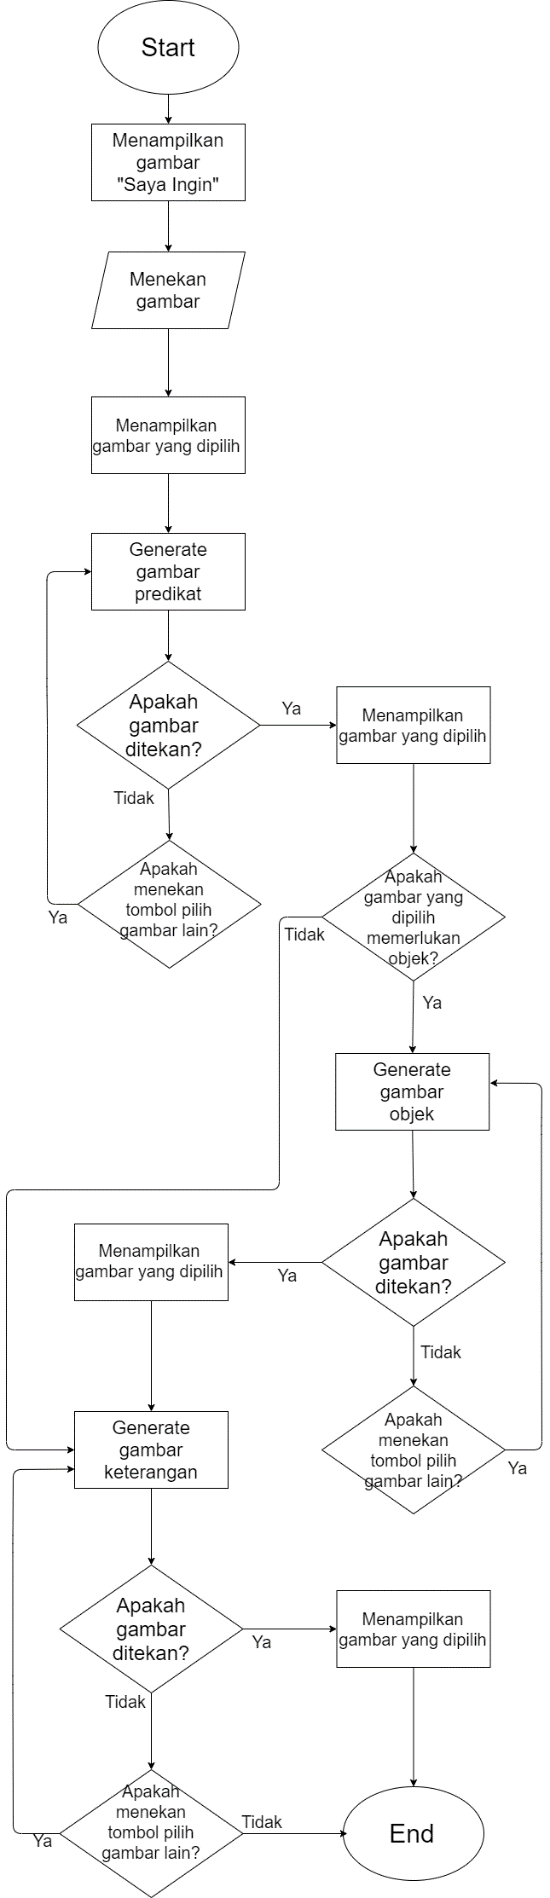 Start
Menampilkan
gambar
"Saya Ingin"
Menekan
gambar
Menampilkan
gambar yang dipilih
Generate
gambar
predikat
Apakah
gambar
ditekan?
Ya
Menampilkan
gambar yang dipilih
Tidak
Apakah
menekan
tombol pilih
gambar lain?
Ya
Apakah
gambar yang
dipilih
memerlukan
objek?
Tidak
Ya
Generate
gambar
objek
Apakah
gambar
ditekan?
Ya
Menampilkan
gambar yang dipilih
Tidak
Apakah
menekan
tombol pilih
gambar lain?
Ya
Generate
gambar
keterangan
Apakah
gambar
ditekan?
Ya
Menampilkan
gambar yang dipilih
Tidak
Apakah
menekan
tombol pilih
gambar lain?
Ya
Tidak
End